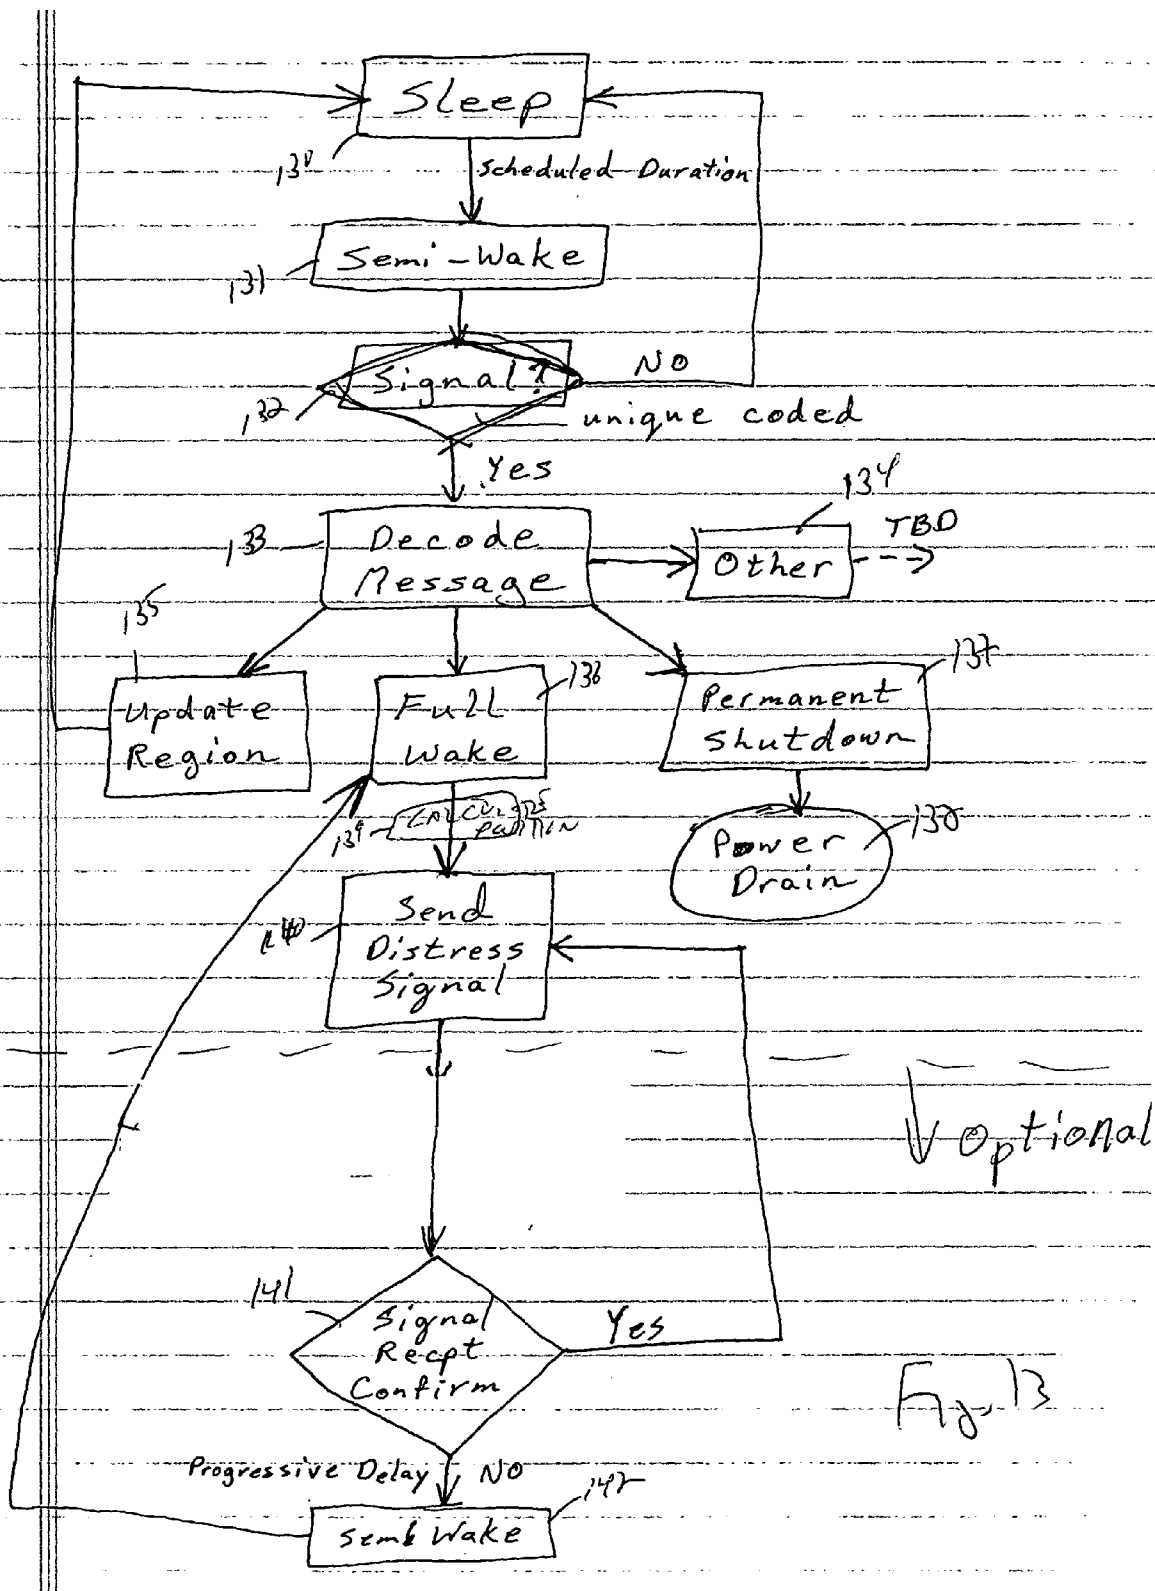 Sleep
130
Scheduled Duration
Semi-Wake
131
Signal?
NO
132
unique coded
Yes
134
TBD
133
Decode
Message
Other
135
136
137
Update
Region
Full
Wake
Permanent
Shutdown
139
138
Power
Drain
140
Send
Distress
Signal
Optional
141
Signal
Recpt
Confirm
Yes
Fig. 13
Progressive Delay
NO
142
Semi Wake